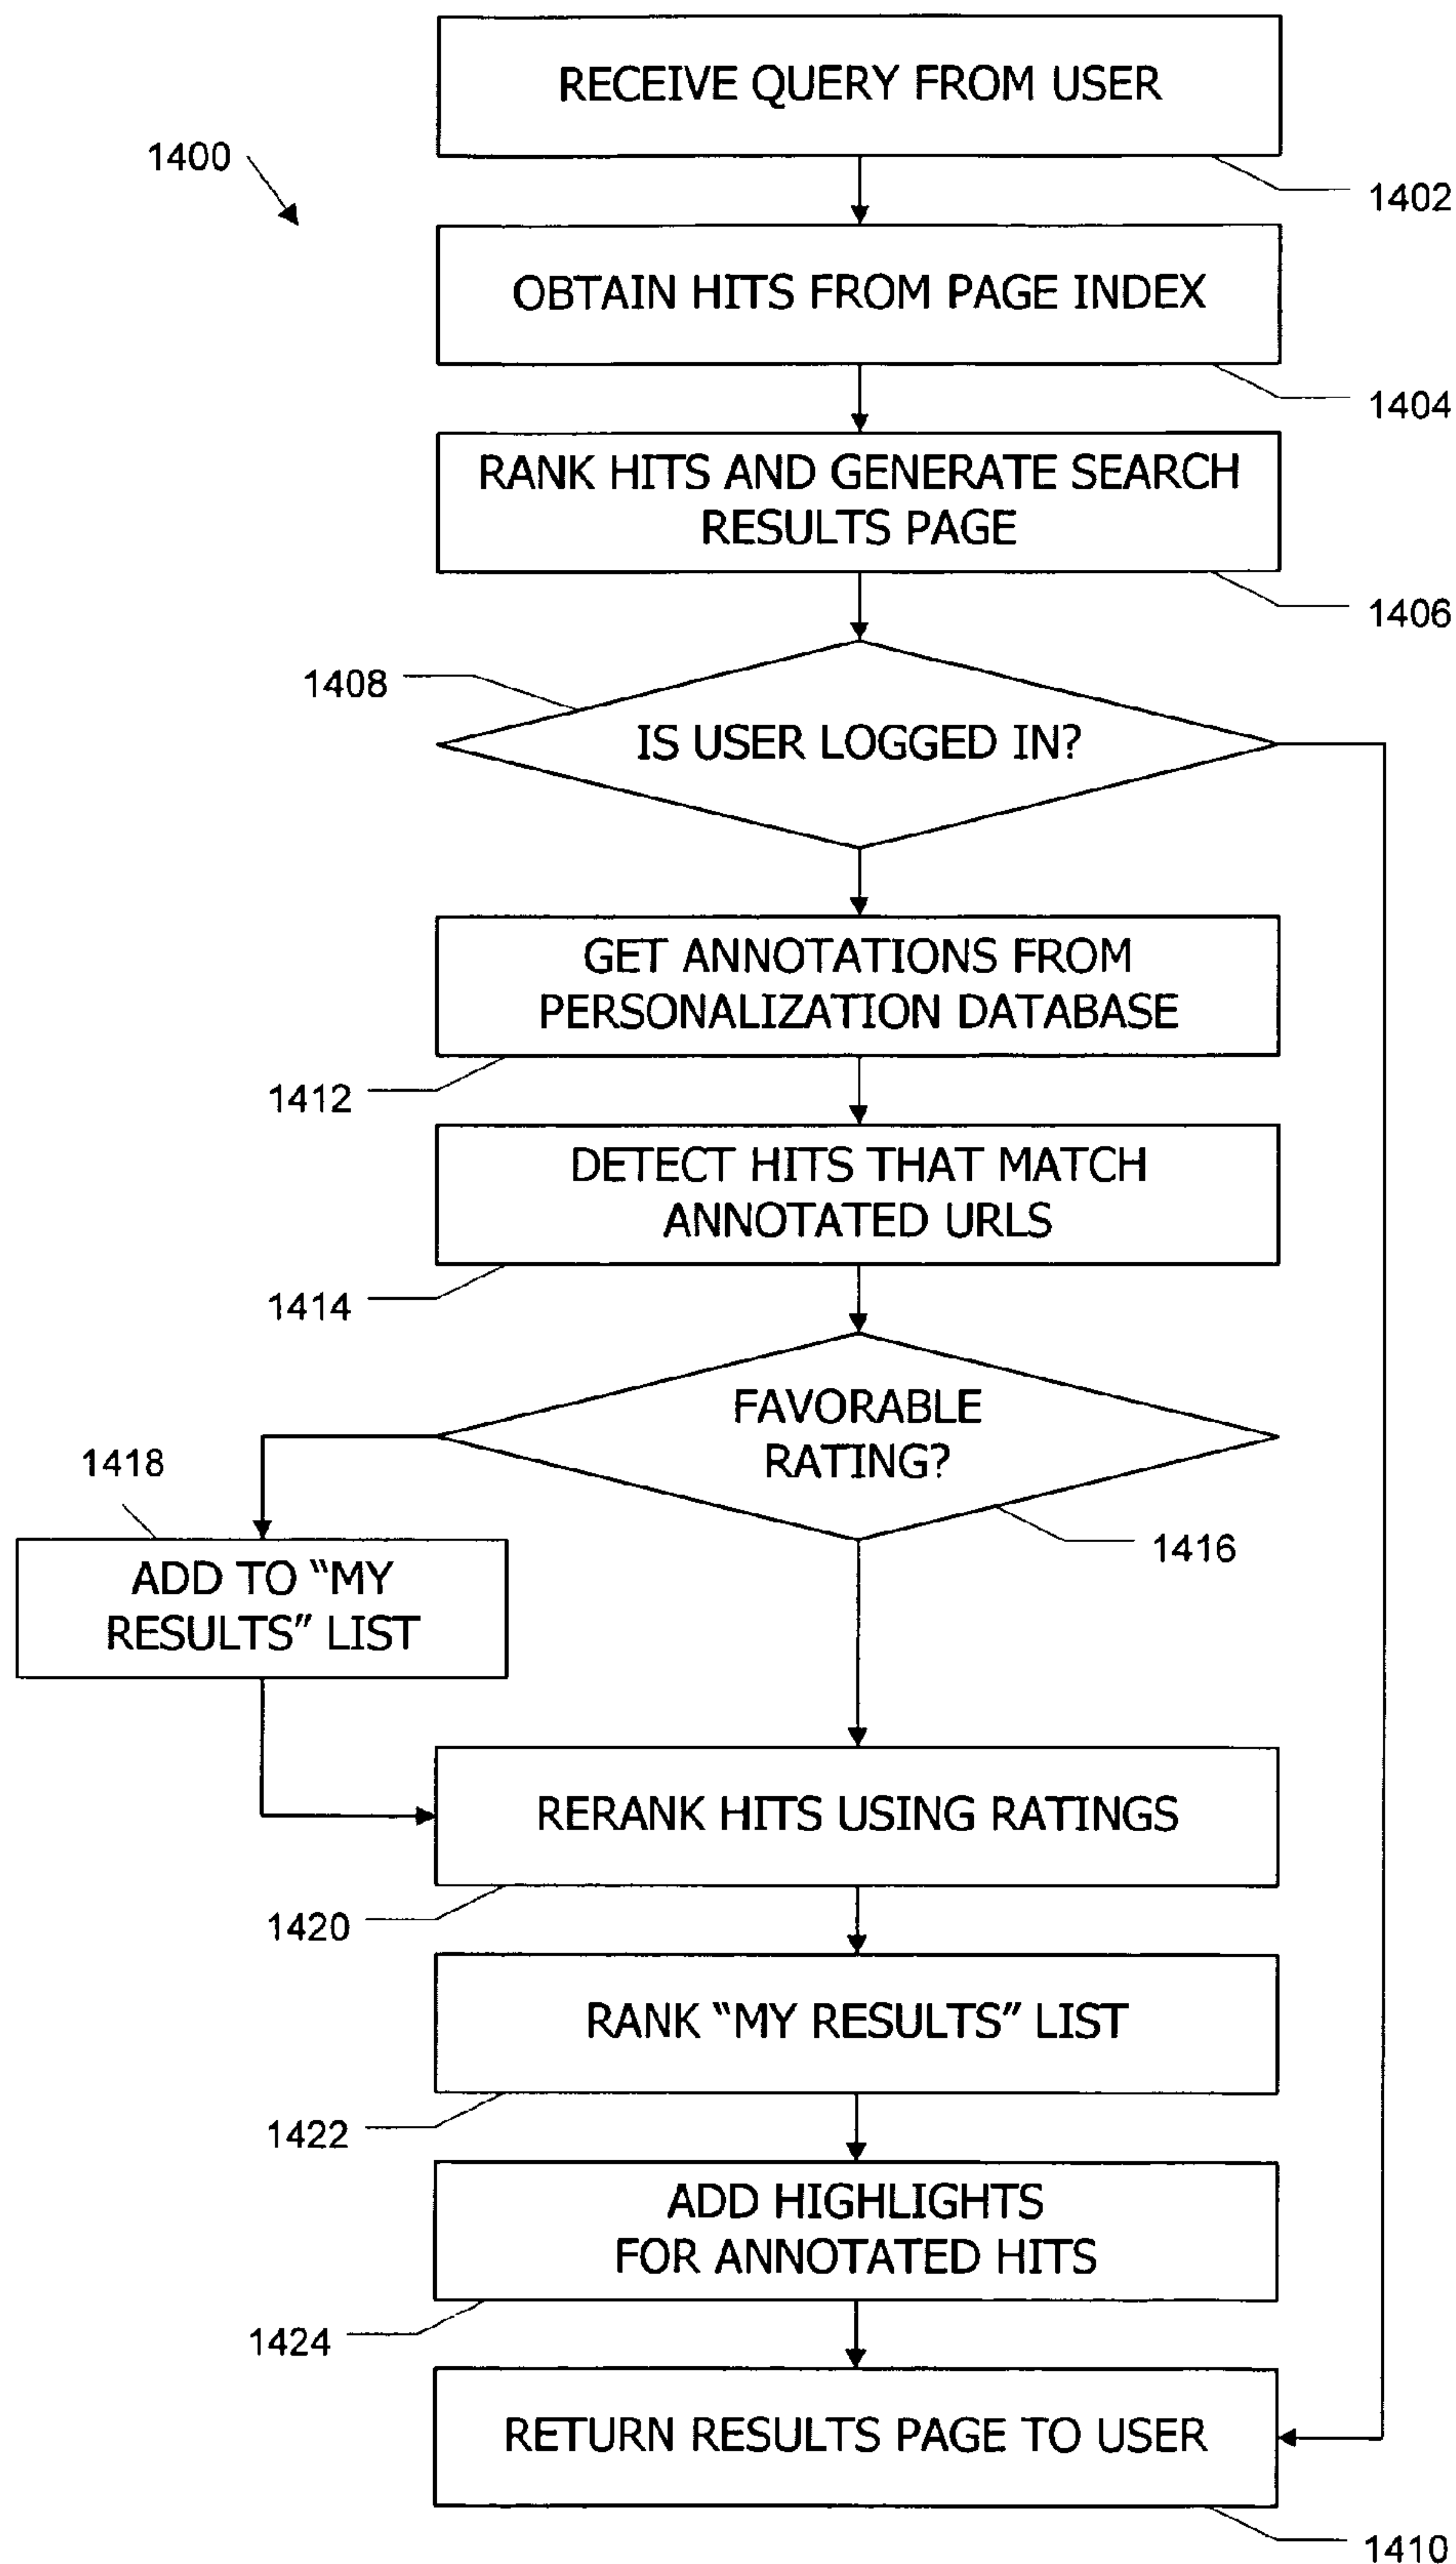 RECEIVE QUERY FROM USER
1400
1402
OBTAIN HITS FROM PAGE INDEX
1404
RANK HITS AND GENERATE SEARCH
RESULTS PAGE
1406
1408
IS USER LOGGED IN?
GET ANNOTATIONS FROM
PERSONALIZATION DATABASE
1412
DETECT HITS THAT MATCH
ANNOTATED URLS
1414
FAVORABLE
RATING?
1416
1418
ADD TO “MY
RESULTS” LIST
RERANK HITS USING RATINGS
1420
RANK “MY RESULTS” LIST
1422
ADD HIGHLIGHTS
FOR ANNOTATED HITS
1424
RETURN RESULTS PAGE TO USER
1410